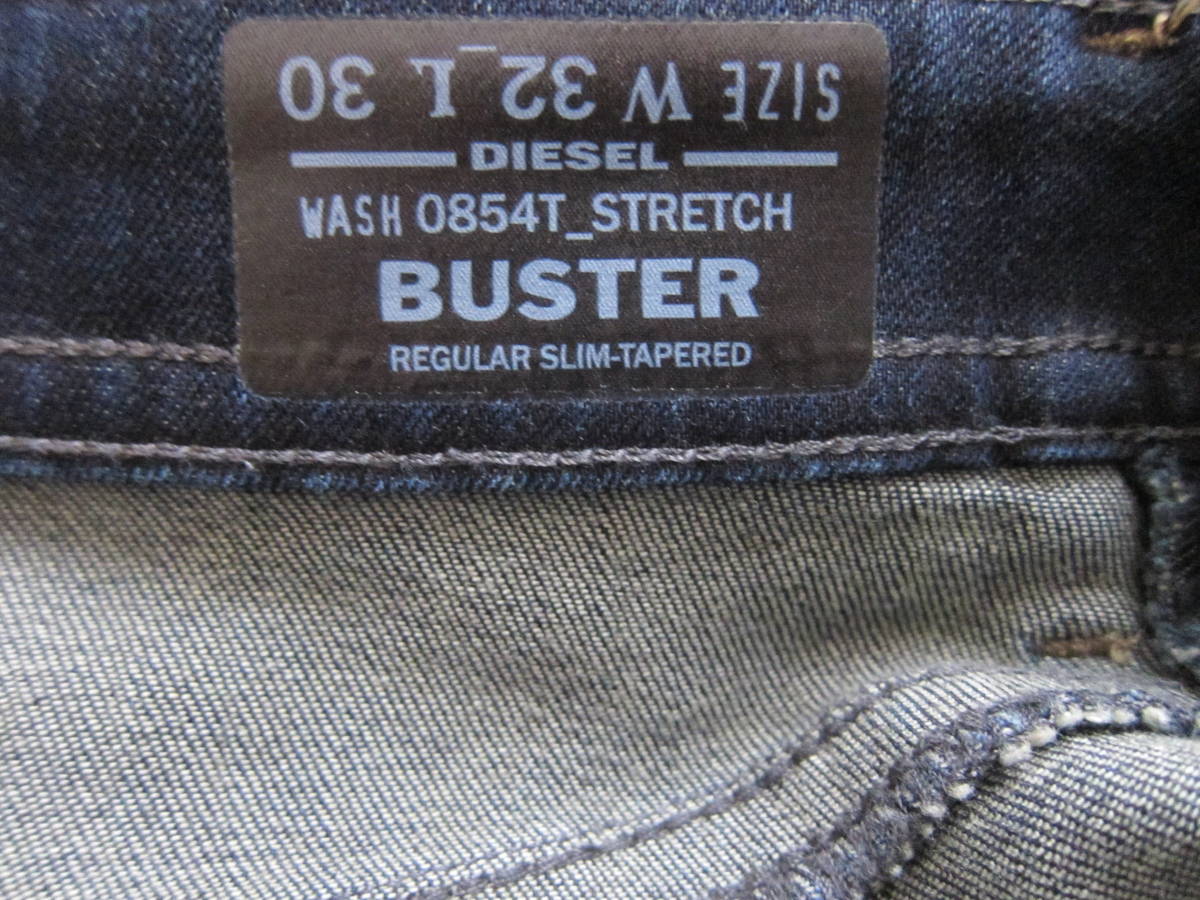 SIZE W 32_L 30
DIESEL
WASH 0854T_STRETCH
BUSTER
REGULAR SLIM-TAPERED